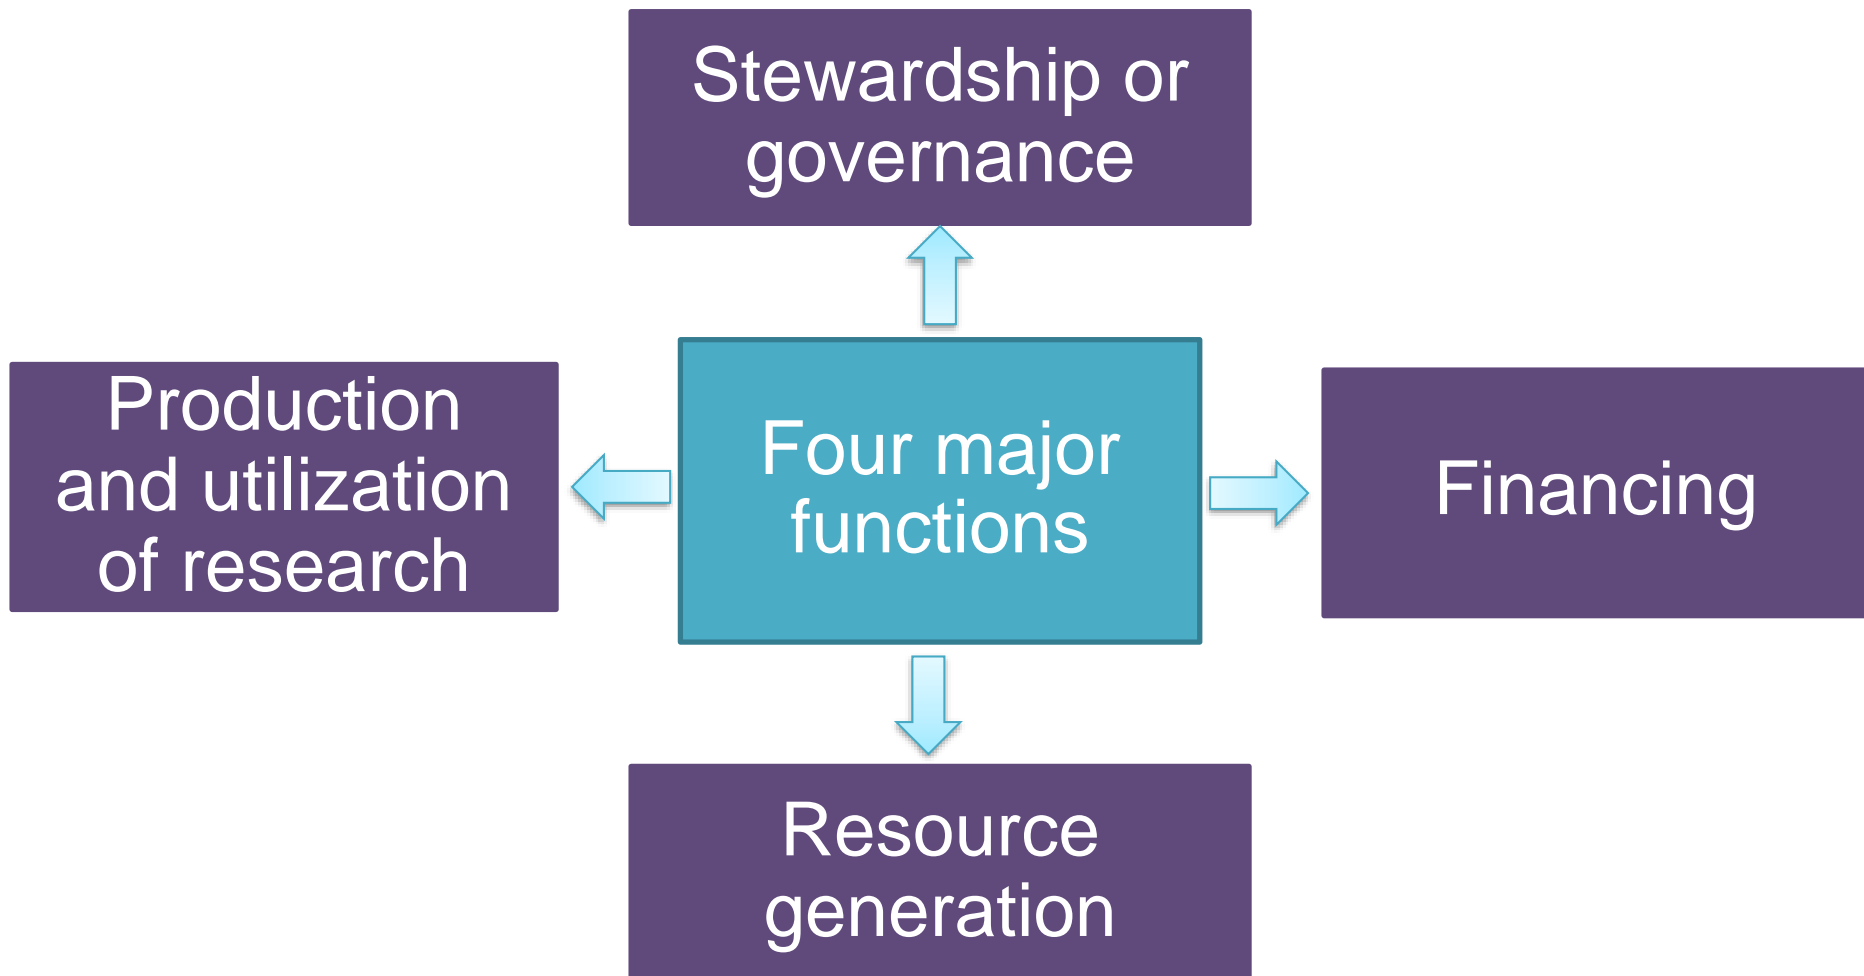 Stewardship or
governance
Production
and utilization
of research
Four major
functions
Financing
Resource
generation